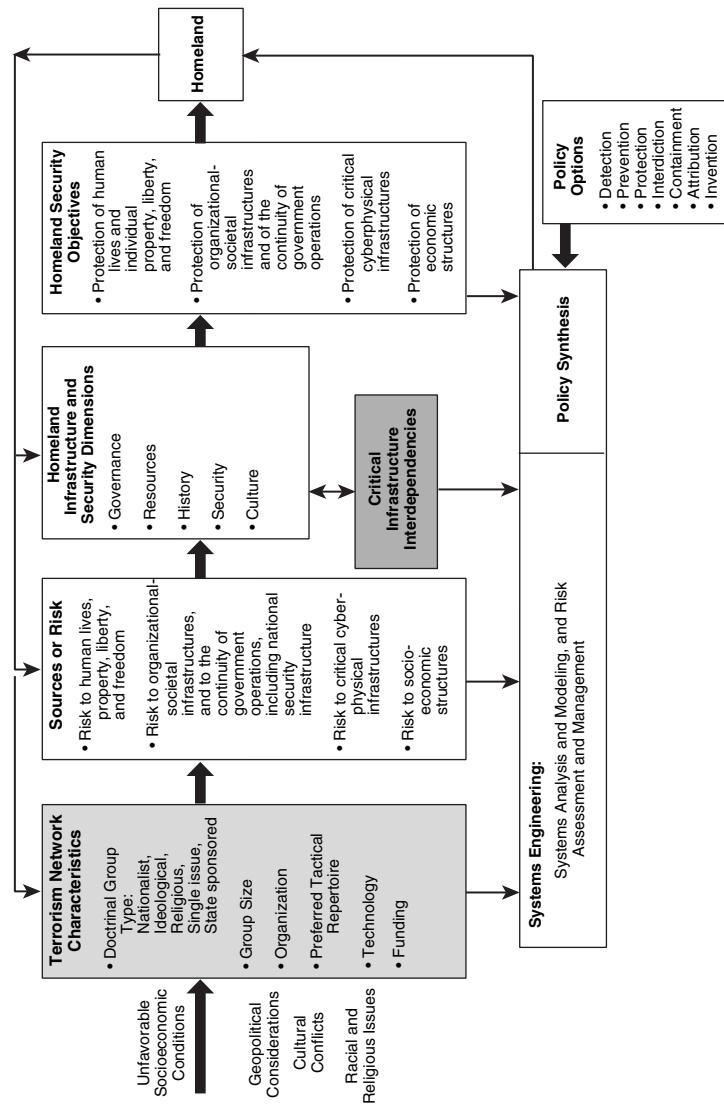 Unfavorable
Socioeconomic
Conditions
Geopolitical
Considerations
Cultural
Conflicts
Racial and
Religious Issues
Terrorism Network
Characteristics
• Doctrinal Group
Type:
Nationalist,
Ideological,
Religious,
Single issue,
State sponsored
• Group Size
• Organization
• Preferred Tactical
Repertoire
• Technology
• Funding
Sources or Risk
• Risk to human lives,
property, liberty,
and freedom
• Risk to organizational-
societal
infrastructures,
and to the
continuity of
government
operations,
including national
security
infrastructure
• Risk to critical cyber-
physical
infrastructures
• Risk to socio-
economic
structures
Homeland
Infrastructure and
Security Dimensions
• Governance
• Resources
• History
• Security
• Culture
Critical
Infrastructure
Interdependencies
Homeland Security
Objectives
• Protection of human
lives and
individual
property, liberty,
and freedom
• Protection of
organizational-
societal
infrastructures
and of the
continuity of
government
operations
• Protection of critical
cyberphysical
infrastructures
• Protection of
economic
structures
Homeland
Systems Engineering:
Systems Analysis and Modeling, and Risk
Assessment and Management
Policy Synthesis
Policy
Options
• Detection
• Prevention
• Protection
• Interdiction
• Containment
• Attribution
• Invention